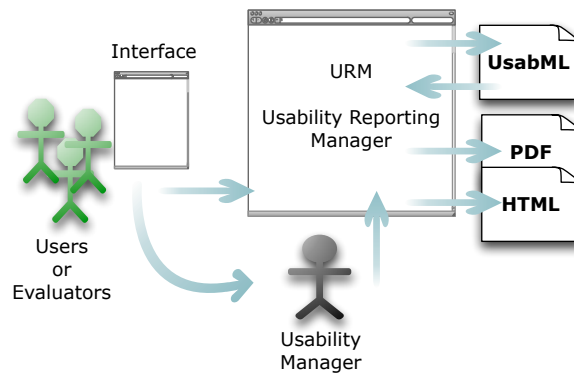 Interface
URM
Usability Reporting
Manager
UsabML
PDF
HTML
Users
or
Evaluators
Usability
Manager